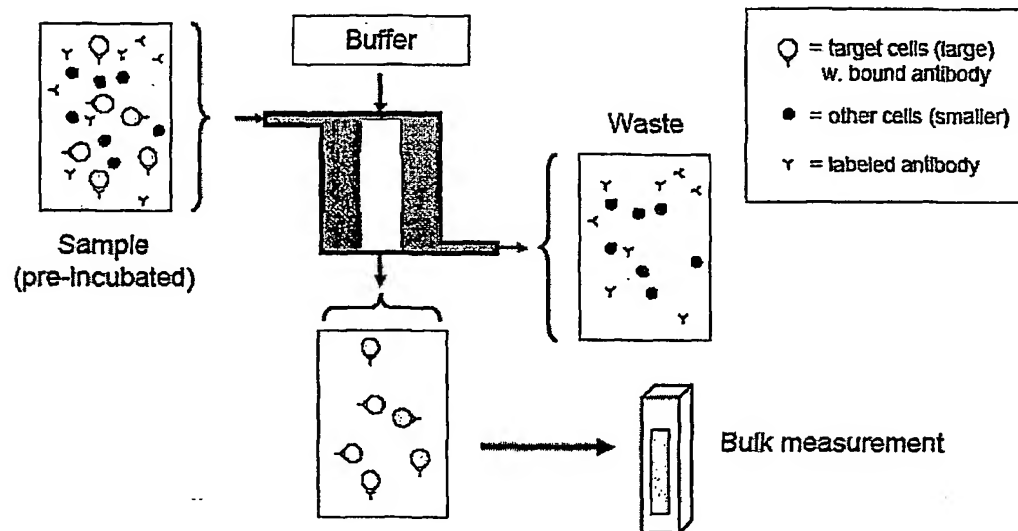 Buffer
= target cells (large)
w. bound antibody
= other cells (smaller)
= labeled antibody
Waste
Sample
(pre-Incubated)
Bulk measurement